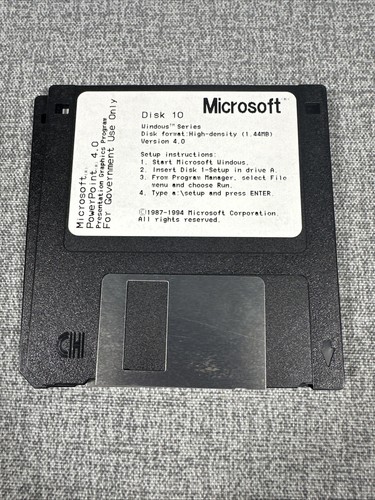 Microsoft™
Disk 10
Windows™ Series
Disk format:High-density (1.44MB)
Version 4.0
Setup instructions:
1. Start Microsoft Windows.
2. Insert Disk 1-Setup in drive A.
3. From Program Manager, select File
menu and choose Run.
4. Type a:\setup and press ENTER.
©1987-1994 Microsoft Corporation.
All rights reserved.
Microsoft
PowerPoint 4.0
Presentation Graphics Program
For Government Use Only
HD